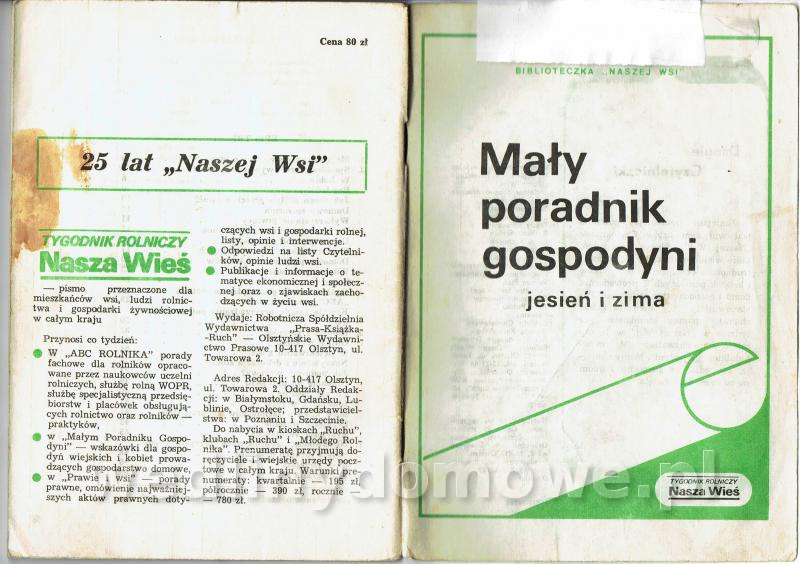 Cena 80 zł
25 lat „Naszej Wsi”
TYGODNIK ROLNICZY
Nasza Wieś
— pismo przeznaczone dla
mieszkańców wsi, ludzi rolnic-
twa i gospodarki żywnościowej
w całym kraju
Przynosi co tydzień:
W „ABC ROLNIKA” porady
fachowe dla rolników opraco-
wane przez naukowców uczelni
rolniczych, służbę rolną WOPR,
służbę specjalistyczną przedsię-
biorstw i placówek obsługują-
cych rolnictwo oraz rolników —
praktyków,
w „Małym Poradniku Gospo-
dyni” — wskazówki dla gospo-
dyń wiejskich i kobiet prowa-
dzących gospodarstwo domowe,
w „Prawie i wsi” — porady
prawne, omówienie najważniej-
szych aktów prawnych doty-
czących wsi i gospodarki rolnej,
listy, opinie i interwencje.
Odpowiedzi na listy Czytelni-
ków, opinie ludzi wsi.
Publikacje i informacje o te-
matyce ekonomicznej i społecz-
nej oraz o zjawiskach zacho-
dzących w życiu wsi.
Wydaje: Robotnicza Spółdzielnia
Wydawnictwa „Prasa-Książka-
-Ruch” — Olsztyńskie Wydawnic-
two Prasowe 10-417 Olsztyn, ul.
Towarowa 2.
Adres Redakcji: 10-417 Olsztyn,
ul. Towarowa 2. Oddziały Redak-
cji: w Białymstoku, Gdańsku, Lu-
blinie, Ostrołęce; przedstawiciel-
stwa: w Poznaniu i Szczecinie.
Do nabycia w kioskach „Ruchu”,
klubach „Ruchu” i „Młodego Rol-
nika”. Prenumeratę przyjmują do-
ręczyciele i wiejskie urzędy pocz-
towe w całym kraju. Warunki pre-
numeraty: kwartalnie — 195 zł,
półrocznie — 390 zł, rocznie
— 780 zł.
BIBLIOTECZKA „NASZEJ WSI”
Mały
poradnik
gospodyni
jesień i zima
TYGODNIK ROLNICZY
Nasza Wieś